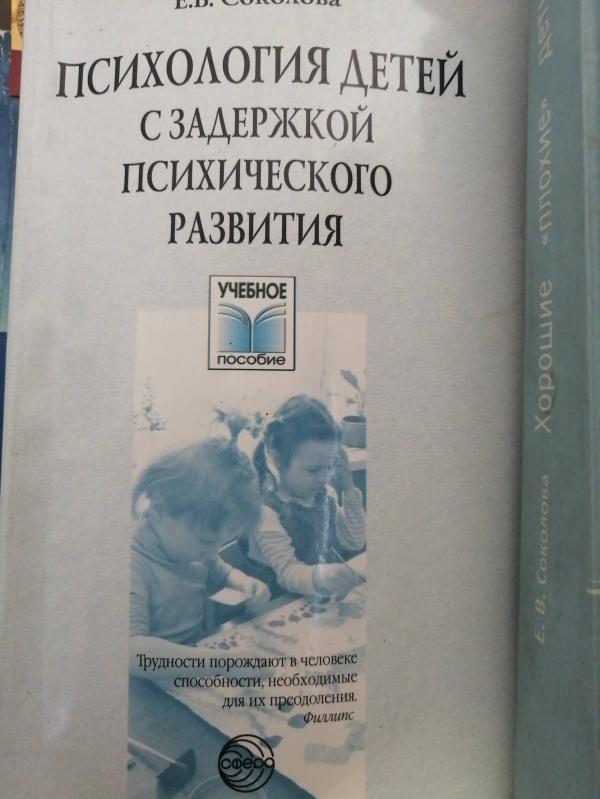 Е.В. Соколова
ПСИХОЛОГИЯ ДЕТЕЙ
С ЗАДЕРЖКОЙ
ПСИХИЧЕСКОГО
РАЗВИТИЯ
УЧЕБНОЕ
ПОСОБИЕ
Трудности порождают в человеке
способности, необходимые
для их преодоления.
Филлипс
сфера
Е. В. Соколова Хорошие «плохие»